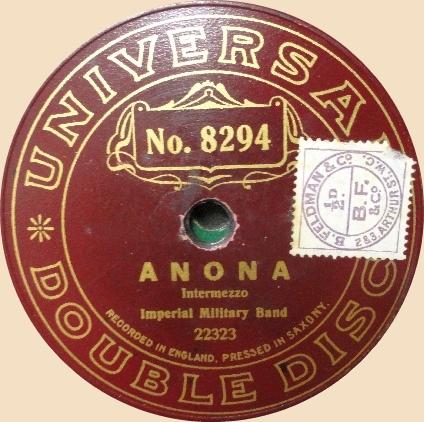 UNIVERSAL
No. 8294
B. FELDMAN & Co.
2 & 3, ARTHUR ST. W.C.
½D.
B.F.
& Co.
ANONA
Intermezzo
Imperial Military Band
22323
RECORDED IN ENGLAND, PRESSED IN SAXONY.
DOUBLE DISC